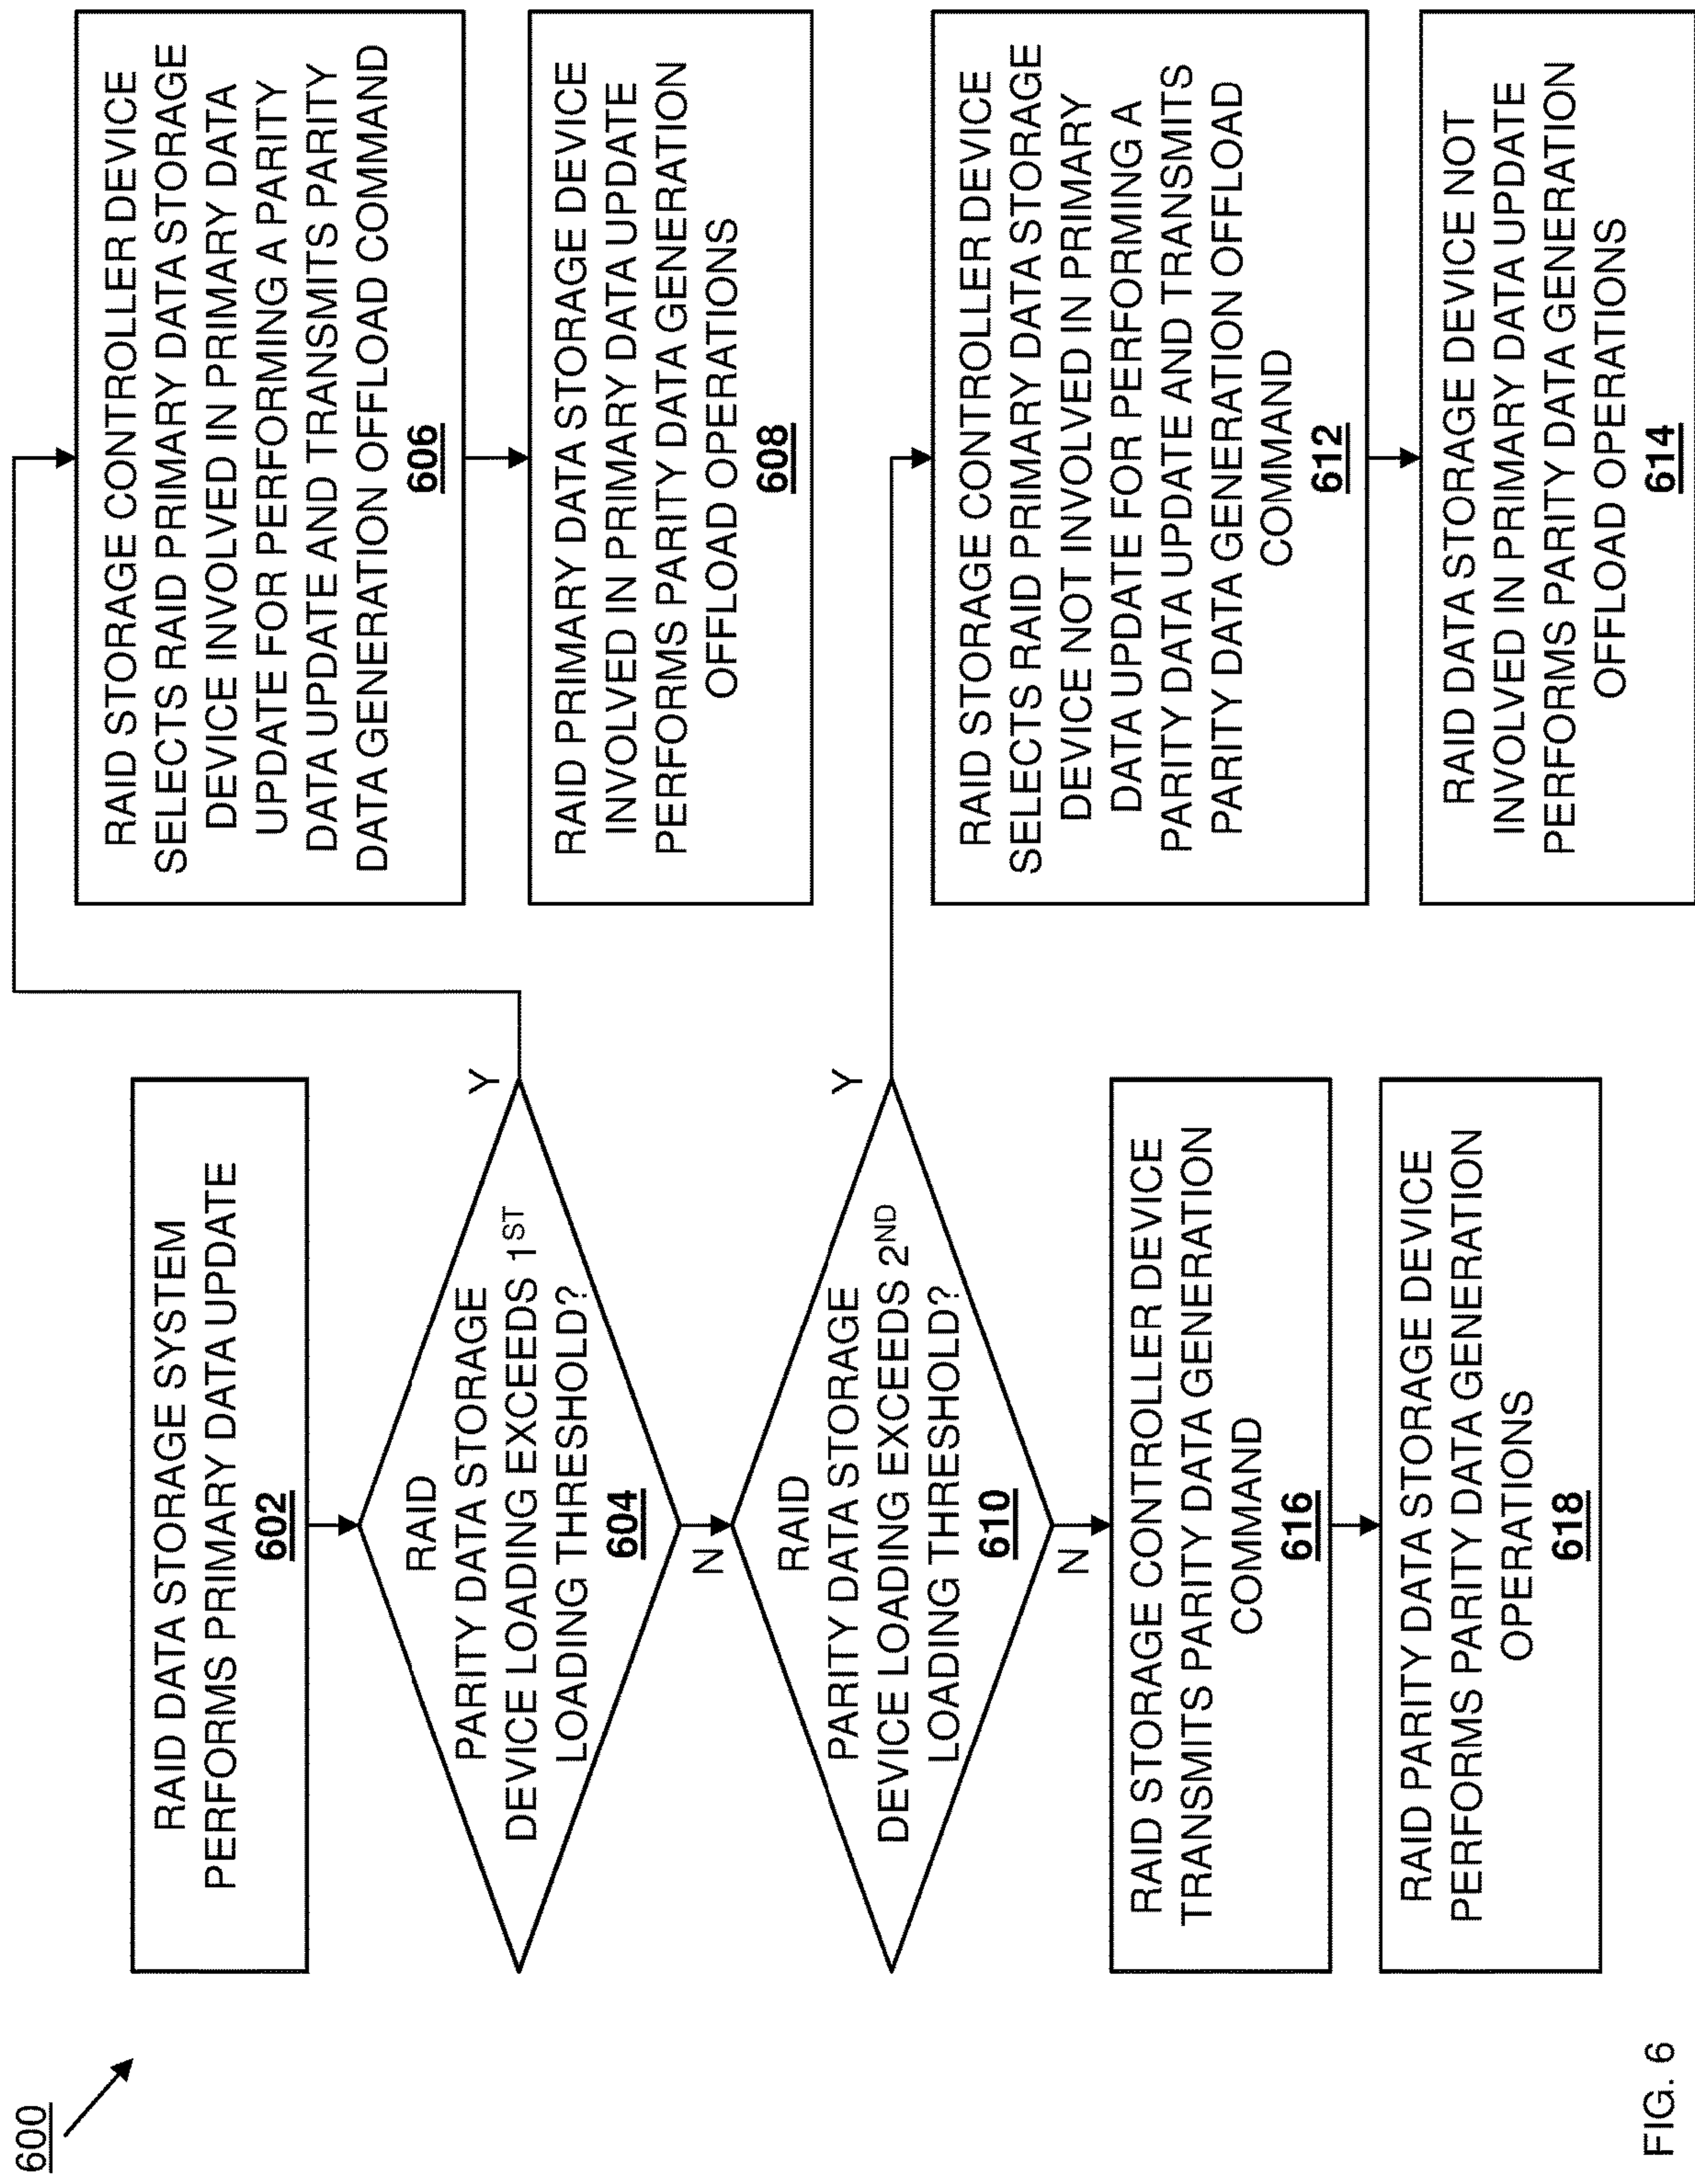 600
RAID DATA STORAGE SYSTEM
PERFORMS PRIMARY DATA UPDATE
602
RAID
PARITY DATA STORAGE
DEVICE LOADING EXCEEDS 1ST
LOADING THRESHOLD?
604
Y
N
RAID STORAGE CONTROLLER DEVICE
SELECTS RAID PRIMARY DATA STORAGE
DEVICE INVOLVED IN PRIMARY DATA
UPDATE FOR PERFORMING A PARITY
DATA UPDATE AND TRANSMITS PARITY
DATA GENERATION OFFLOAD COMMAND
606
RAID PRIMARY DATA STORAGE DEVICE
INVOLVED IN PRIMARY DATA UPDATE
PERFORMS PARITY DATA GENERATION
OFFLOAD OPERATIONS
608
RAID
PARITY DATA STORAGE
DEVICE LOADING EXCEEDS 2ND
LOADING THRESHOLD?
610
Y
N
RAID STORAGE CONTROLLER DEVICE
SELECTS RAID PRIMARY DATA STORAGE
DEVICE NOT INVOLVED IN PRIMARY
DATA UPDATE FOR PERFORMING A
PARITY DATA UPDATE AND TRANSMITS
PARITY DATA GENERATION OFFLOAD
COMMAND
612
RAID DATA STORAGE DEVICE NOT
INVOLVED IN PRIMARY DATA UPDATE
PERFORMS PARITY DATA GENERATION
OFFLOAD OPERATIONS
614
RAID STORAGE CONTROLLER DEVICE
TRANSMITS PARITY DATA GENERATION
COMMAND
616
RAID PARITY DATA STORAGE DEVICE
PERFORMS PARITY DATA GENERATION
OPERATIONS
618
FIG. 6